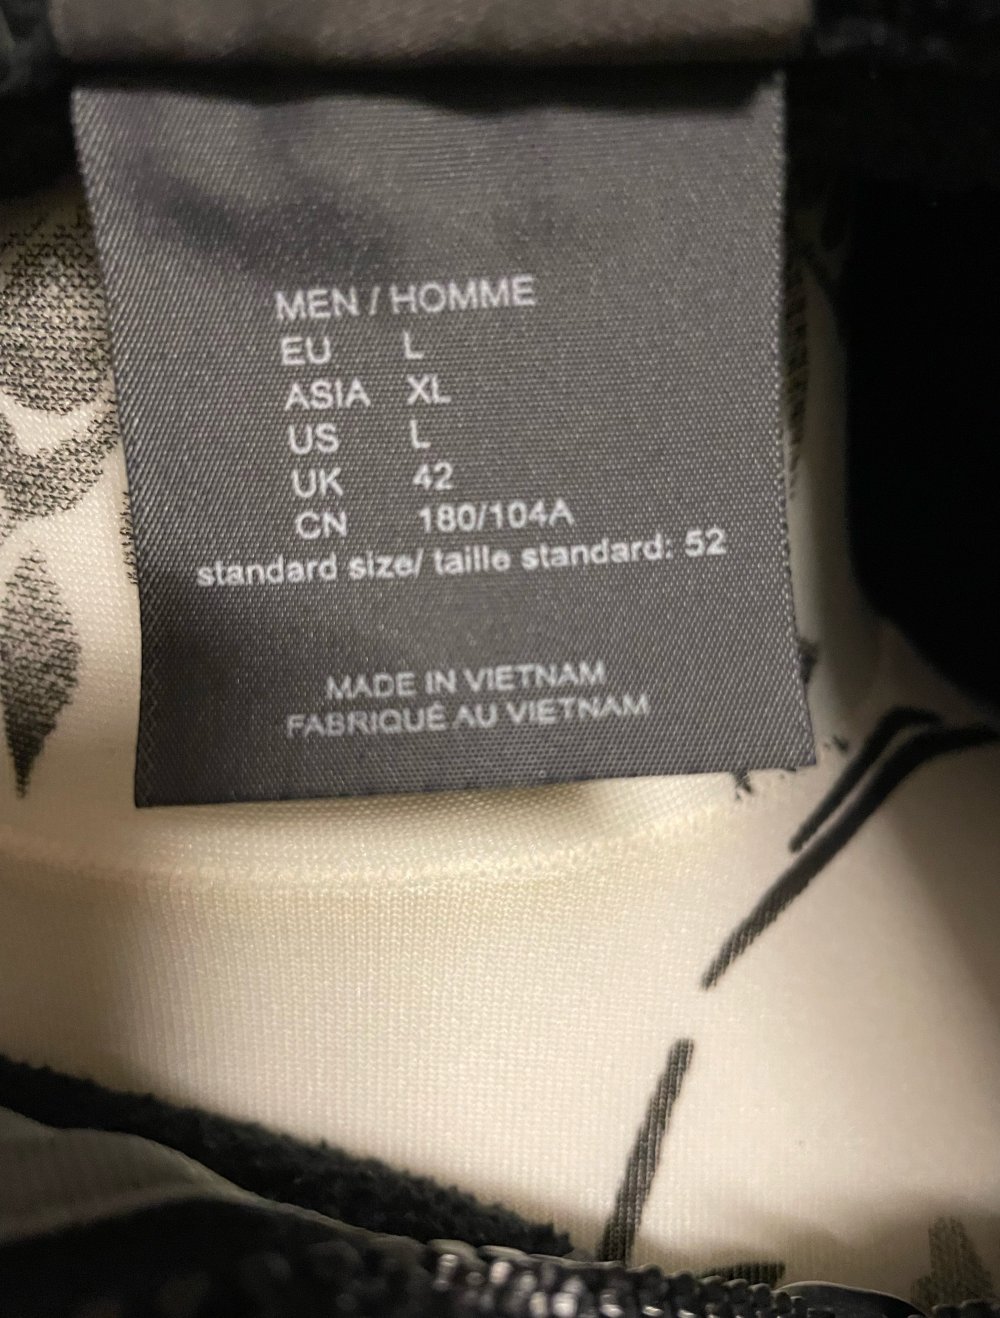 MEN / HOMME
EU L
ASIA XL
US L
UK 42
CN 180/104A
standard size/ taille standard: 52
MADE IN VIETNAM
FABRIQUÉ AU VIETNAM